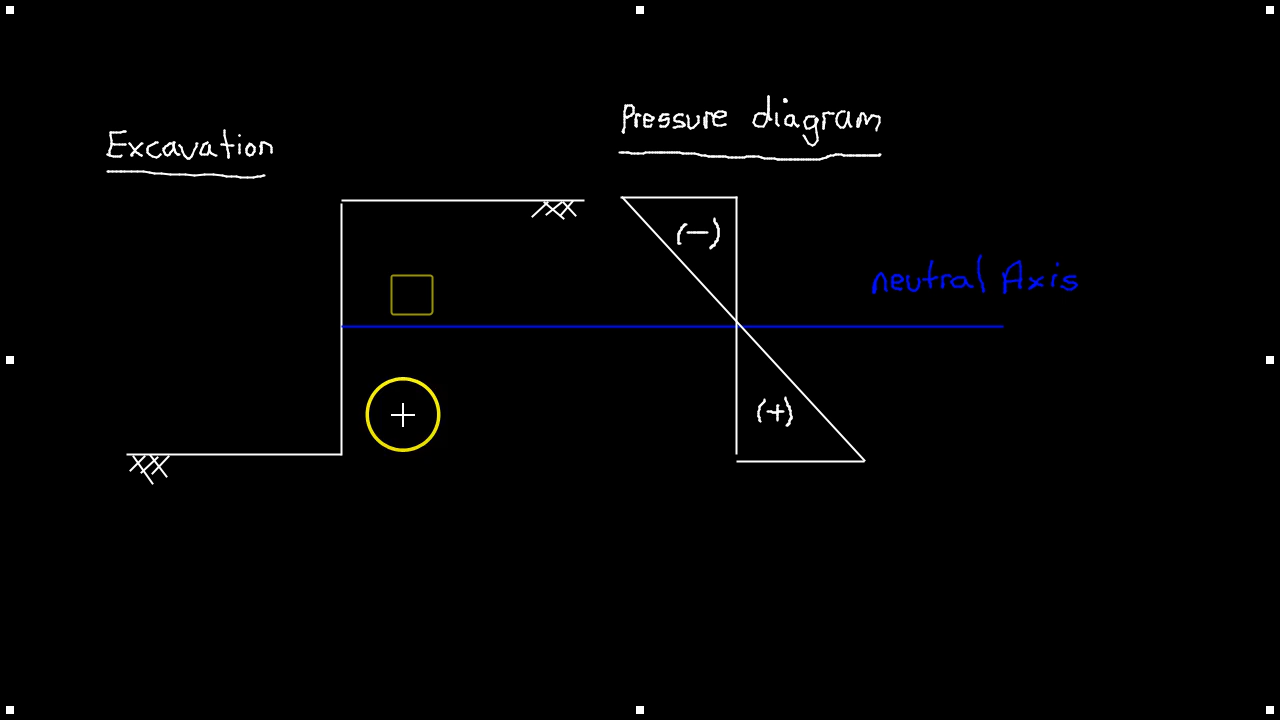 Excavation
Pressure diagram
(-)
neutral Axis
(+)